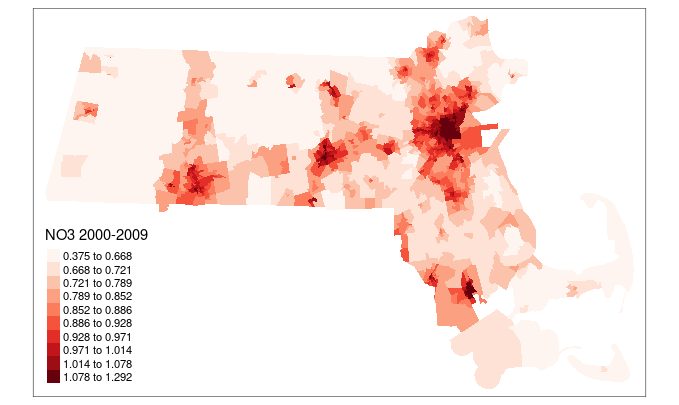 NO3 2000-2009
0.375 to 0.668
0.668 to 0.721
0.721 to 0.789
0.789 to 0.852
0.852 to 0.886
0.886 to 0.928
0.928 to 0.971
0.971 to 1.014
1.014 to 1.078
1.078 to 1.292